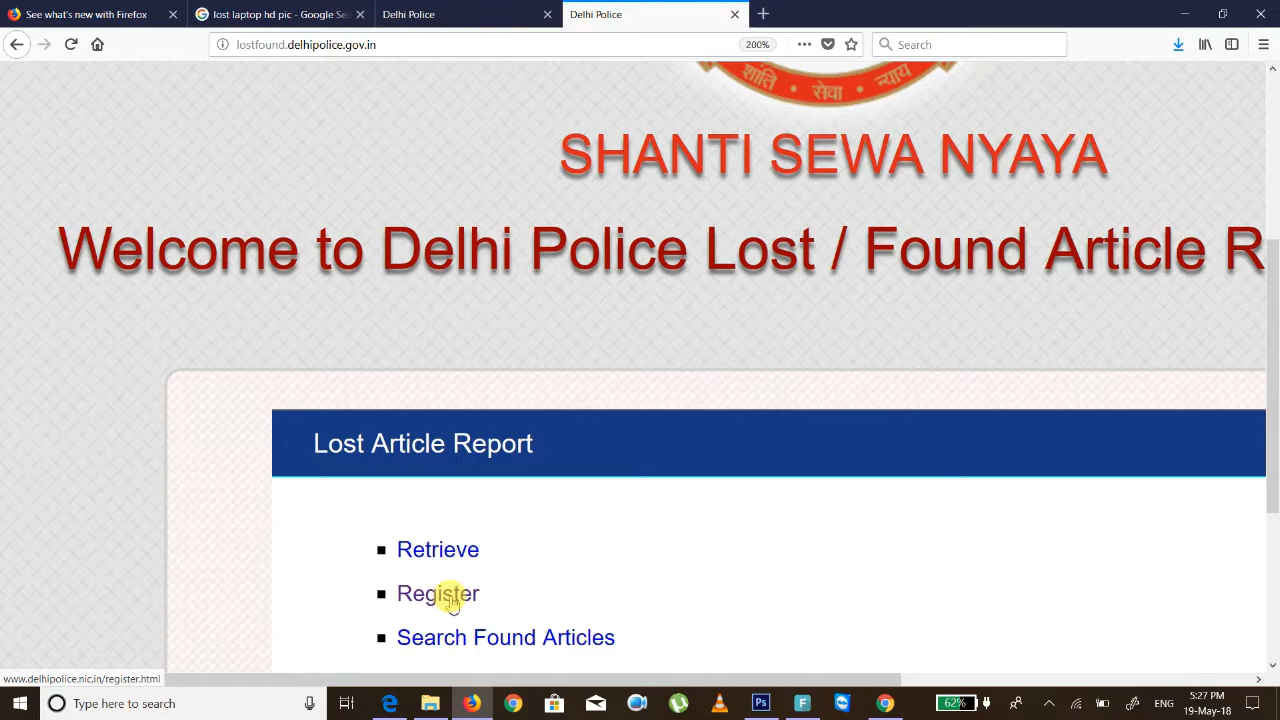 See what's new with Firefox
lost laptop hd pic - Google Sea
Delhi Police
Delhi Police
lostfound.delhipolice.gov.in
200%
Search
शांति • सेवा • न्याय
SHANTI SEWA NYAYA
Welcome to Delhi Police Lost / Found Article R
Lost Article Report
Retrieve
Register
Search Found Articles
www.delhipolice.nic.in/register.html
Type here to search
62%
ENG
5:27 PM
19-May-18